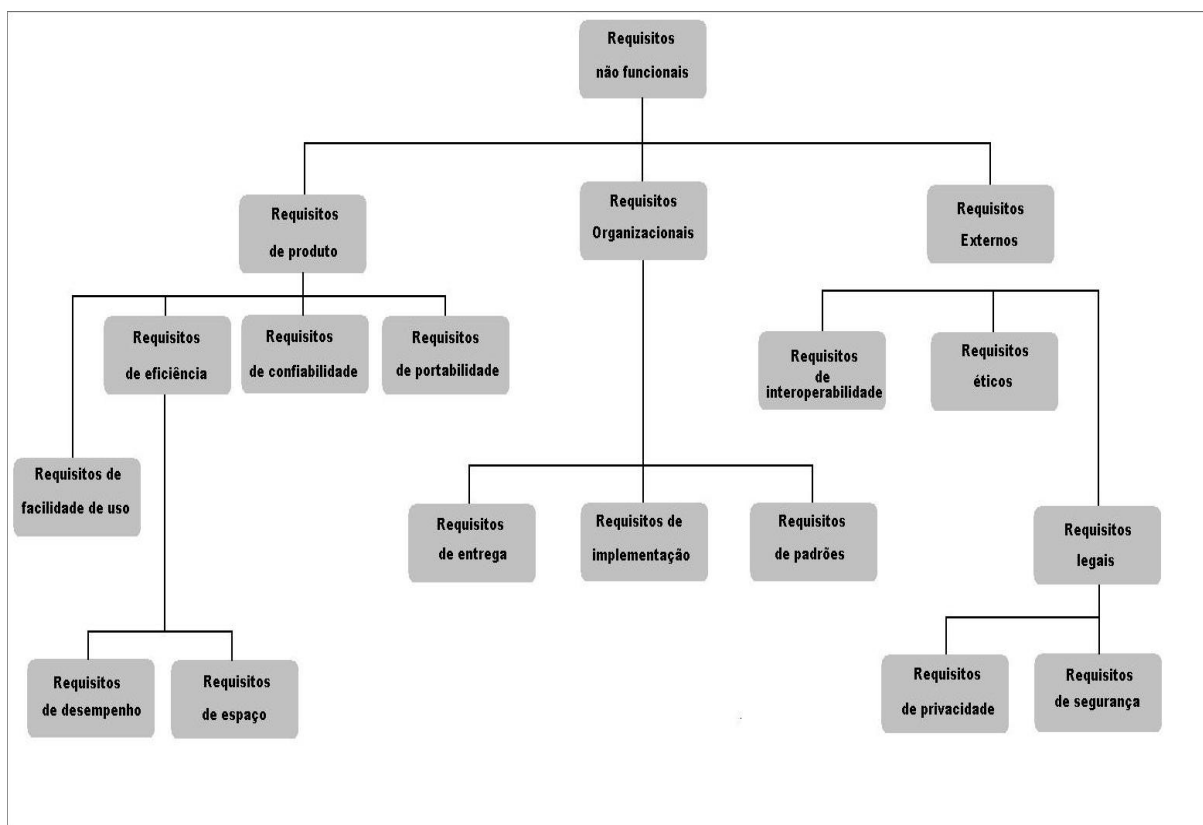 Requisitos
não funcionais
Requisitos
de produto
Requisitos
Organizacionais
Requisitos
Externos
Requisitos
de eficiência
Requisitos
de confiabilidade
Requisitos
de portabilidade
Requisitos
de
interoperabilidade
Requisitos
éticos
Requisitos de
facilidade de uso
Requisitos
de entrega
Requisitos de
implementação
Requisitos
de padrões
Requisitos
legais
Requisitos
de desempenho
Requisitos
de espaço
Requisitos
de privacidade
Requisitos
de segurança